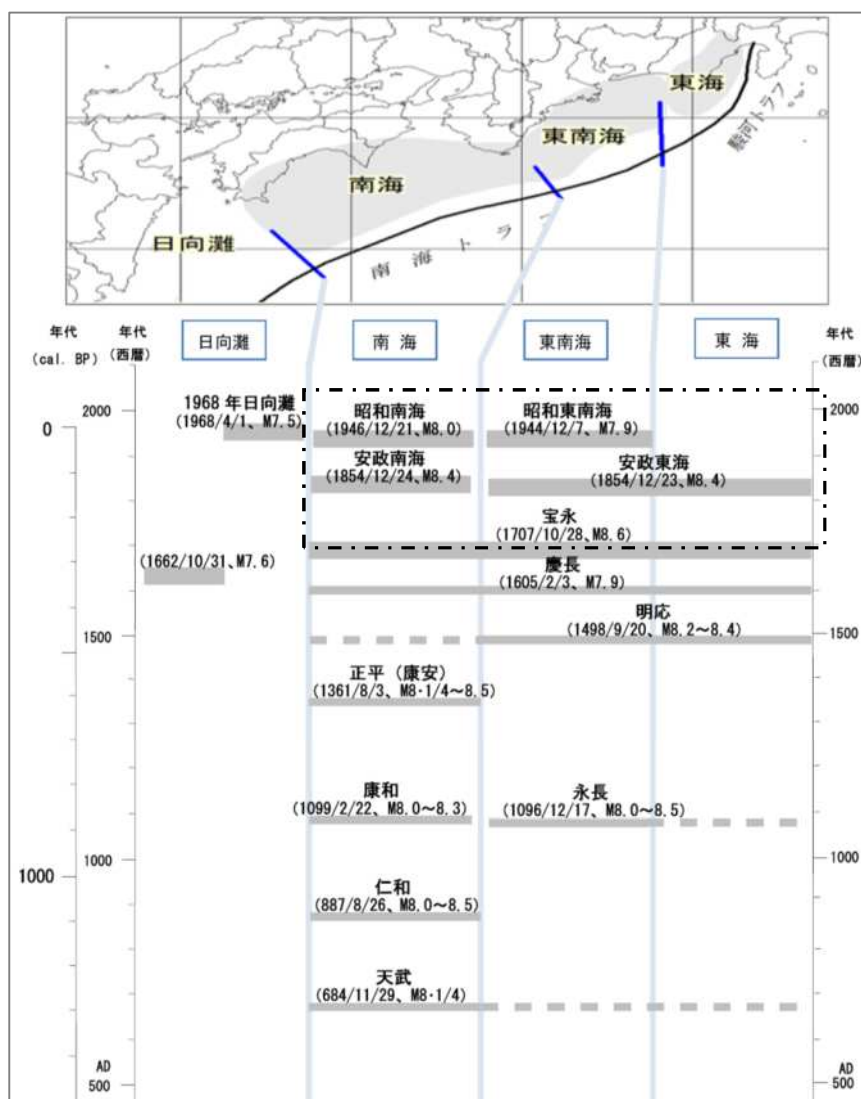 東海
東南海
南海
日向灘
駿河トラフ
南海トラフ
年代
(cal. BP)
年代
(西暦)
日向灘
南 海
東南海
東 海
年代
(西暦)
2000
0
1968 年日向灘
(1968/4/1、M7.5)
昭和南海
(1946/12/21、M8.0)
昭和東南海
(1944/12/7、M7.9)
2000
安政南海
(1854/12/24、M8.4)
安政東海
(1854/12/23、M8.4)
宝永
(1707/10/28、M8.6)
(1662/10/31、M7.6)
慶長
(1605/2/3、M7.9)
1500
明応
(1498/9/20、M8.2～8.4)
1500
正平（康安）
(1361/8/3、M8・1/4～8.5)
康和
(1099/2/22、M8.0～8.3)
永長
(1096/12/17、M8.0～8.5)
1000
1000
1000
仁和
(887/8/26、M8.0～8.5)
天武
(684/11/29、M8・1/4)
AD
500
AD
500